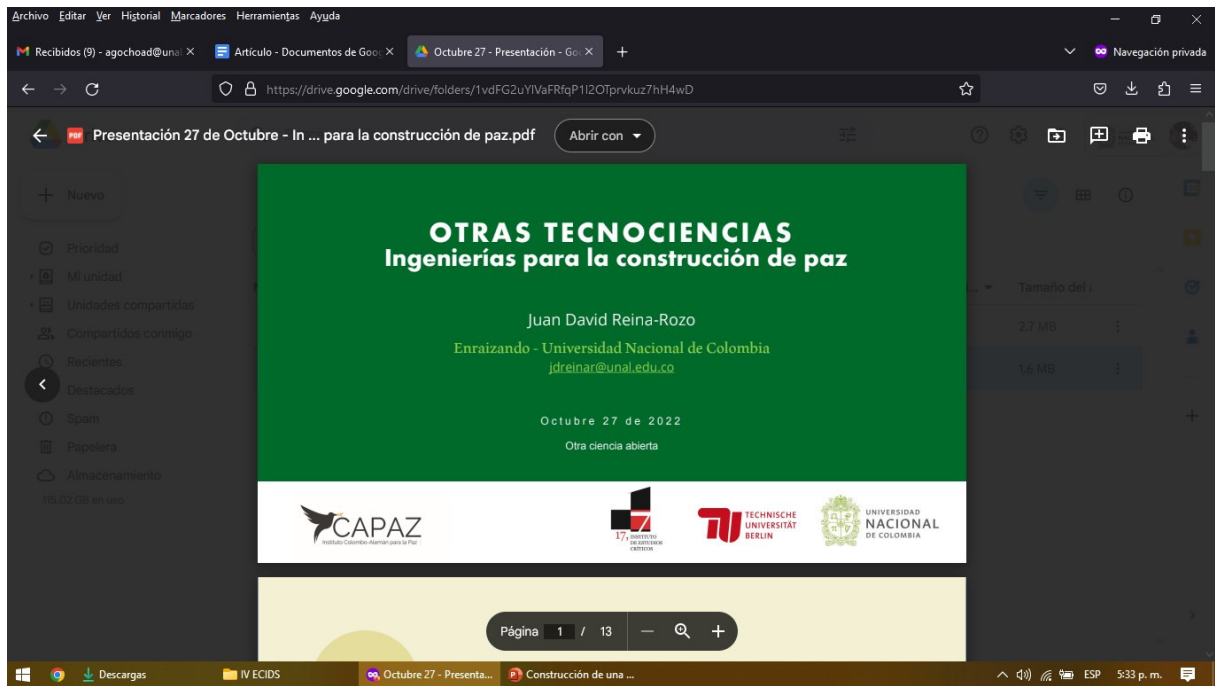 Archivo Editar Ver Historial Marcadores Herramientas Ayuda
Recibidos (9) - agochoad@unal
Artículo - Documentos de Goog
Octubre 27 - Presentación - Goo
Navegación privada
https://drive.google.com/drive/folders/1vdFG2uYlVaFRfqP1I2OTprvkuz7hH4wD
Presentación 27 de Octubre - In ... para la construcción de paz.pdf
Abrir con
Nuevo
Prioridad
Mi unidad
Unidades compartidas
Compartidos conmigo
Recientes
Destacados
Spam
Papelera
Almacenamiento
115,02 GB en uso
Tamaño del
2.7 MB
1,6 MB
OTRAS TECNOCIENCIAS
Ingenierías para la construcción de paz
Juan David Reina-Rozo
Enraizando - Universidad Nacional de Colombia
jdreinar@unal.edu.co
Octubre 27 de 2022
Otra ciencia abierta
CAPAZ
Instituto Colombo-Alemán para la Paz
17, INSTITUTO
DE ESTUDIOS
CRÍTICOS
TECHNISCHE
UNIVERSITÄT
BERLIN
UNIVERSIDAD
NACIONAL
DE COLOMBIA
Página 1 / 13
Descargas
IV ECIDS
Octubre 27 - Presenta...
Construcción de una ...
ESP
5:33 p. m.